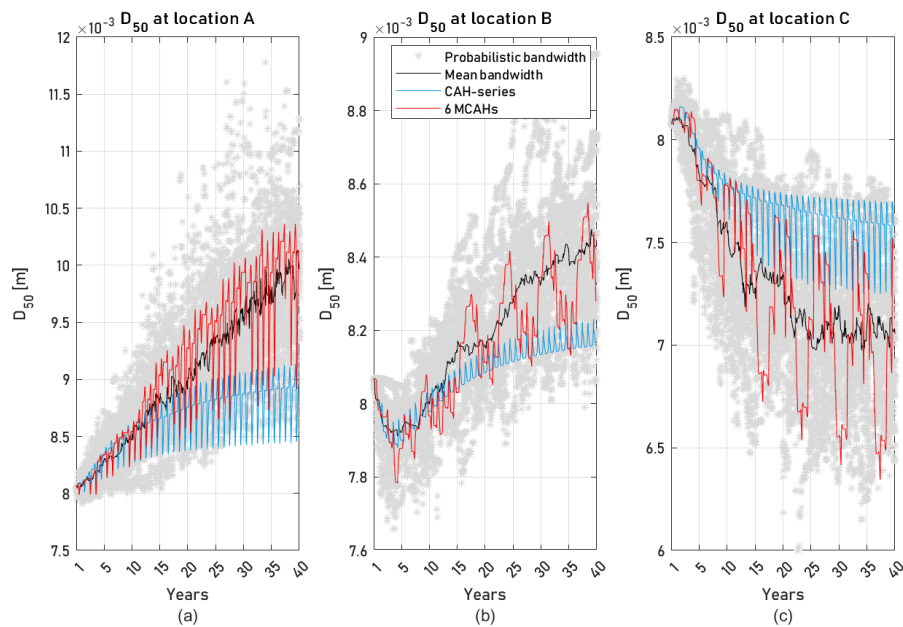 ×10⁻³ D₅₀ at location A
12
11.5
11
10.5
10
9.5
9
8.5
8
7.5
D₅₀ [m]
1 5 10 15 20 25 30 35 40
Years
(a)
×10⁻³ D₅₀ at location B
9
8.8
8.6
8.4
8.2
8
7.8
7.6
D₅₀ [m]
Probabilistic bandwidth
Mean bandwidth
CAH-series
6 MCAHs
1 5 10 15 20 25 30 35 40
Years
(b)
×10⁻³ D₅₀ at location C
8.5
8
7.5
7
6.5
6
D₅₀ [m]
1 5 10 15 20 25 30 35 40
Years
(c)